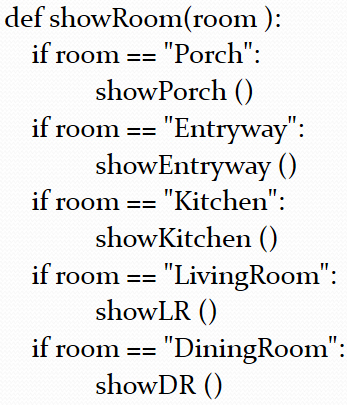 def showRoom(room ):
if room == "Porch":
showPorch ()
if room == "Entryway":
showEntryway ()
if room == "Kitchen":
showKitchen ()
if room == "LivingRoom":
showLR ()
if room == "DiningRoom":
showDR ()